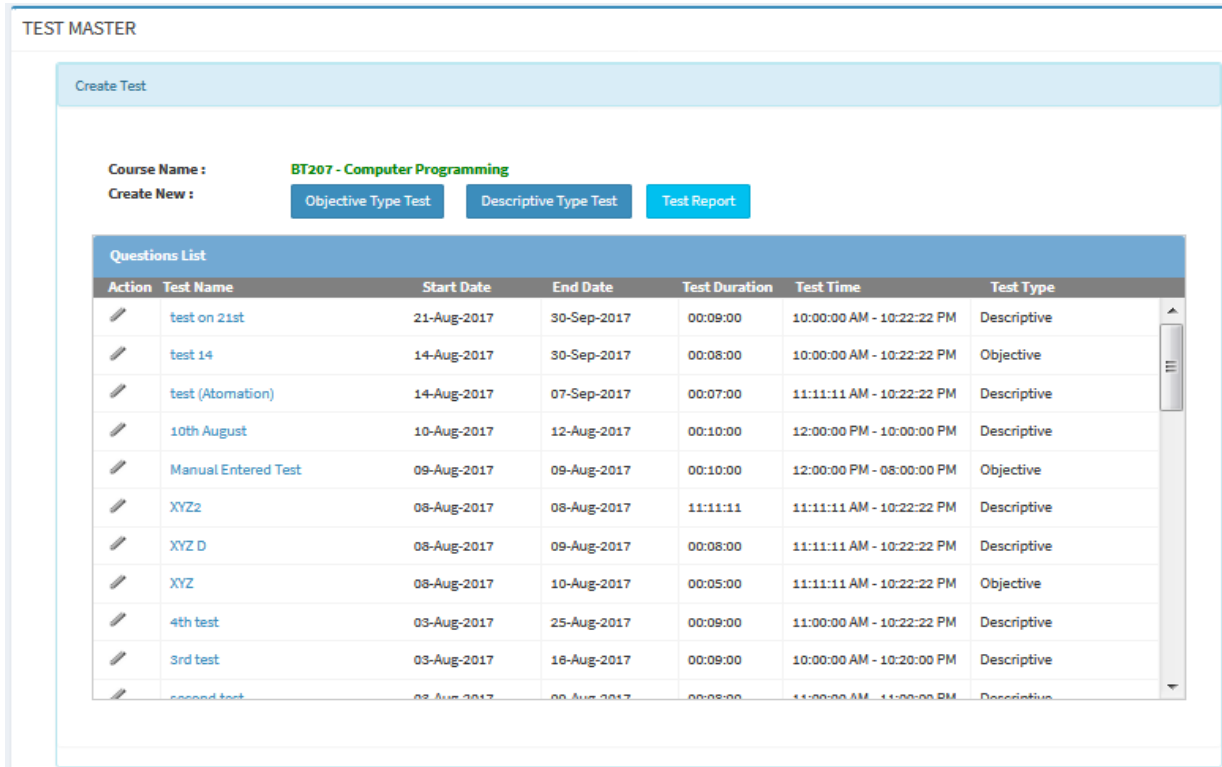 TEST MASTER
Create Test
Course Name : BT207 - Computer Programming
Create New : Objective Type Test Descriptive Type Test Test Report
Questions List
Action Test Name Start Date End Date Test Duration Test Time Test Type
test on 21st 21-Aug-2017 30-Sep-2017 00:09:00 10:00:00 AM - 10:22:22 PM Descriptive
test 14 14-Aug-2017 30-Sep-2017 00:08:00 10:00:00 AM - 10:22:22 PM Objective
test (Atomation) 14-Aug-2017 07-Sep-2017 00:07:00 11:11:11 AM - 10:22:22 PM Descriptive
10th August 10-Aug-2017 12-Aug-2017 00:10:00 12:00:00 PM - 10:00:00 PM Descriptive
Manual Entered Test 09-Aug-2017 09-Aug-2017 00:10:00 12:00:00 PM - 08:00:00 PM Objective
XYZ2 08-Aug-2017 08-Aug-2017 11:11:11 11:11:11 AM - 10:22:22 PM Descriptive
XYZ D 08-Aug-2017 09-Aug-2017 00:08:00 11:11:11 AM - 10:22:22 PM Descriptive
XYZ 08-Aug-2017 10-Aug-2017 00:05:00 11:11:11 AM - 10:22:22 PM Objective
4th test 03-Aug-2017 25-Aug-2017 00:09:00 11:00:00 AM - 10:22:22 PM Descriptive
3rd test 03-Aug-2017 16-Aug-2017 00:09:00 10:00:00 AM - 10:20:00 PM Descriptive
second test 11:00:00 AM - 11:00:00 PM Descriptive